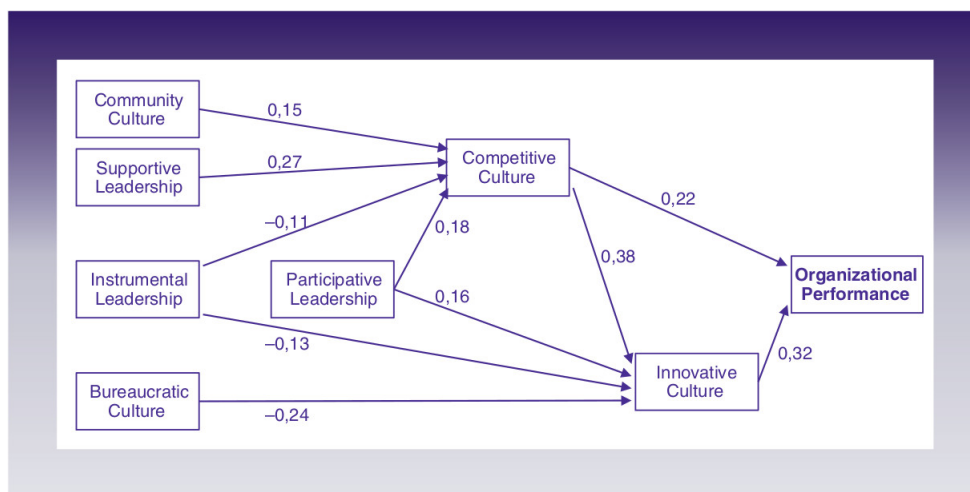 Community
Culture
0,15
Supportive
Leadership
0,27
Competitive
Culture
–0,11
0,18
0,22
0,38
Instrumental
Leadership
Participative
Leadership
0,16
Organizational
Performance
–0,13
0,32
Innovative
Culture
Bureaucratic
Culture
–0,24